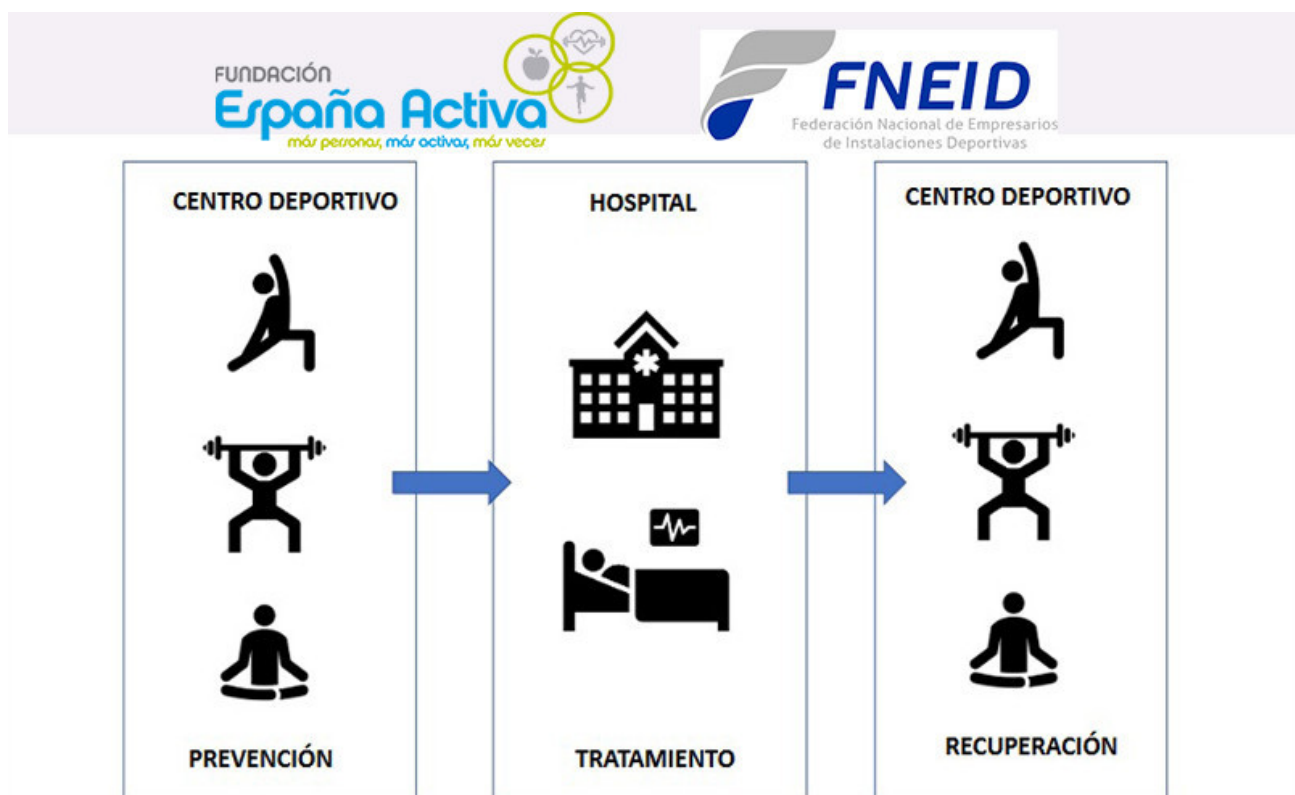 FUNDACIÓN
España Activa
más personas, más activas, más veces
FNEID
Federación Nacional de Empresarios
de Instalaciones Deportivas
CENTRO DEPORTIVO
PREVENCIÓN
HOSPITAL
TRATAMIENTO
CENTRO DEPORTIVO
RECUPERACIÓN